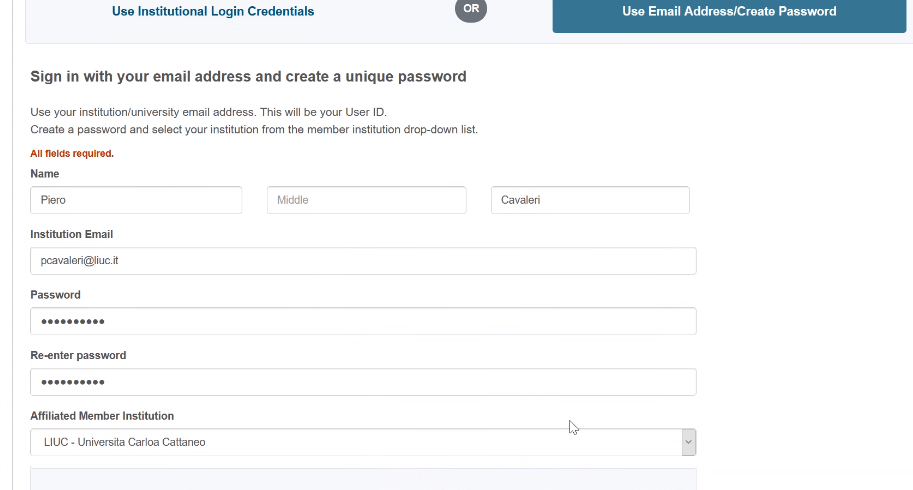 Use Institutional Login Credentials OR Use Email Address/Create Password
Sign in with your email address and create a unique password
Use your institution/university email address. This will be your User ID.
Create a password and select your institution from the member institution drop-down list.
All fields required.
Name
Piero Middle Cavaleri
Institution Email
pcavaleri@liuc.it
Password
••••••••••
Re-enter password
••••••••••
Affiliated Member Institution
LIUC - Universita Carloa Cattaneo